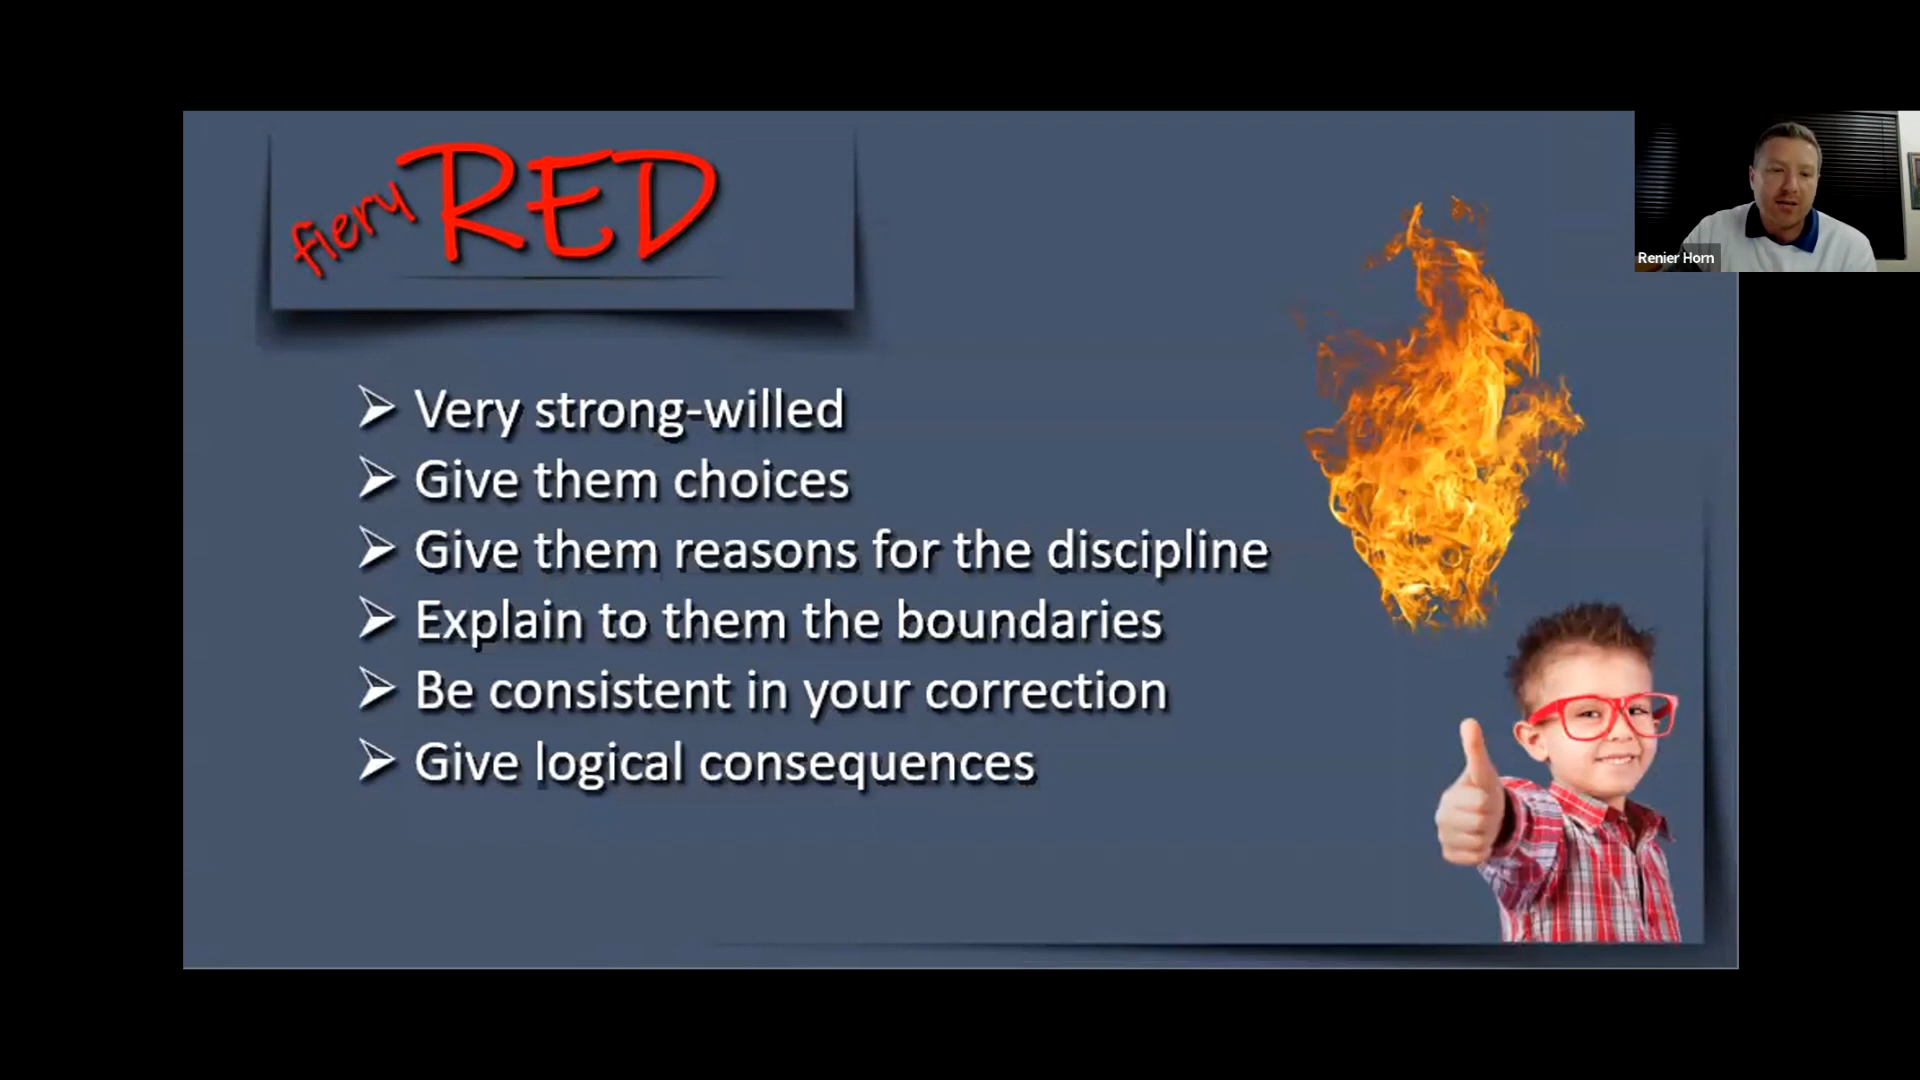 fiery RED
Very strong-willed
Give them choices
Give them reasons for the discipline
Explain to them the boundaries
Be consistent in your correction
Give logical consequences
Renier Horn